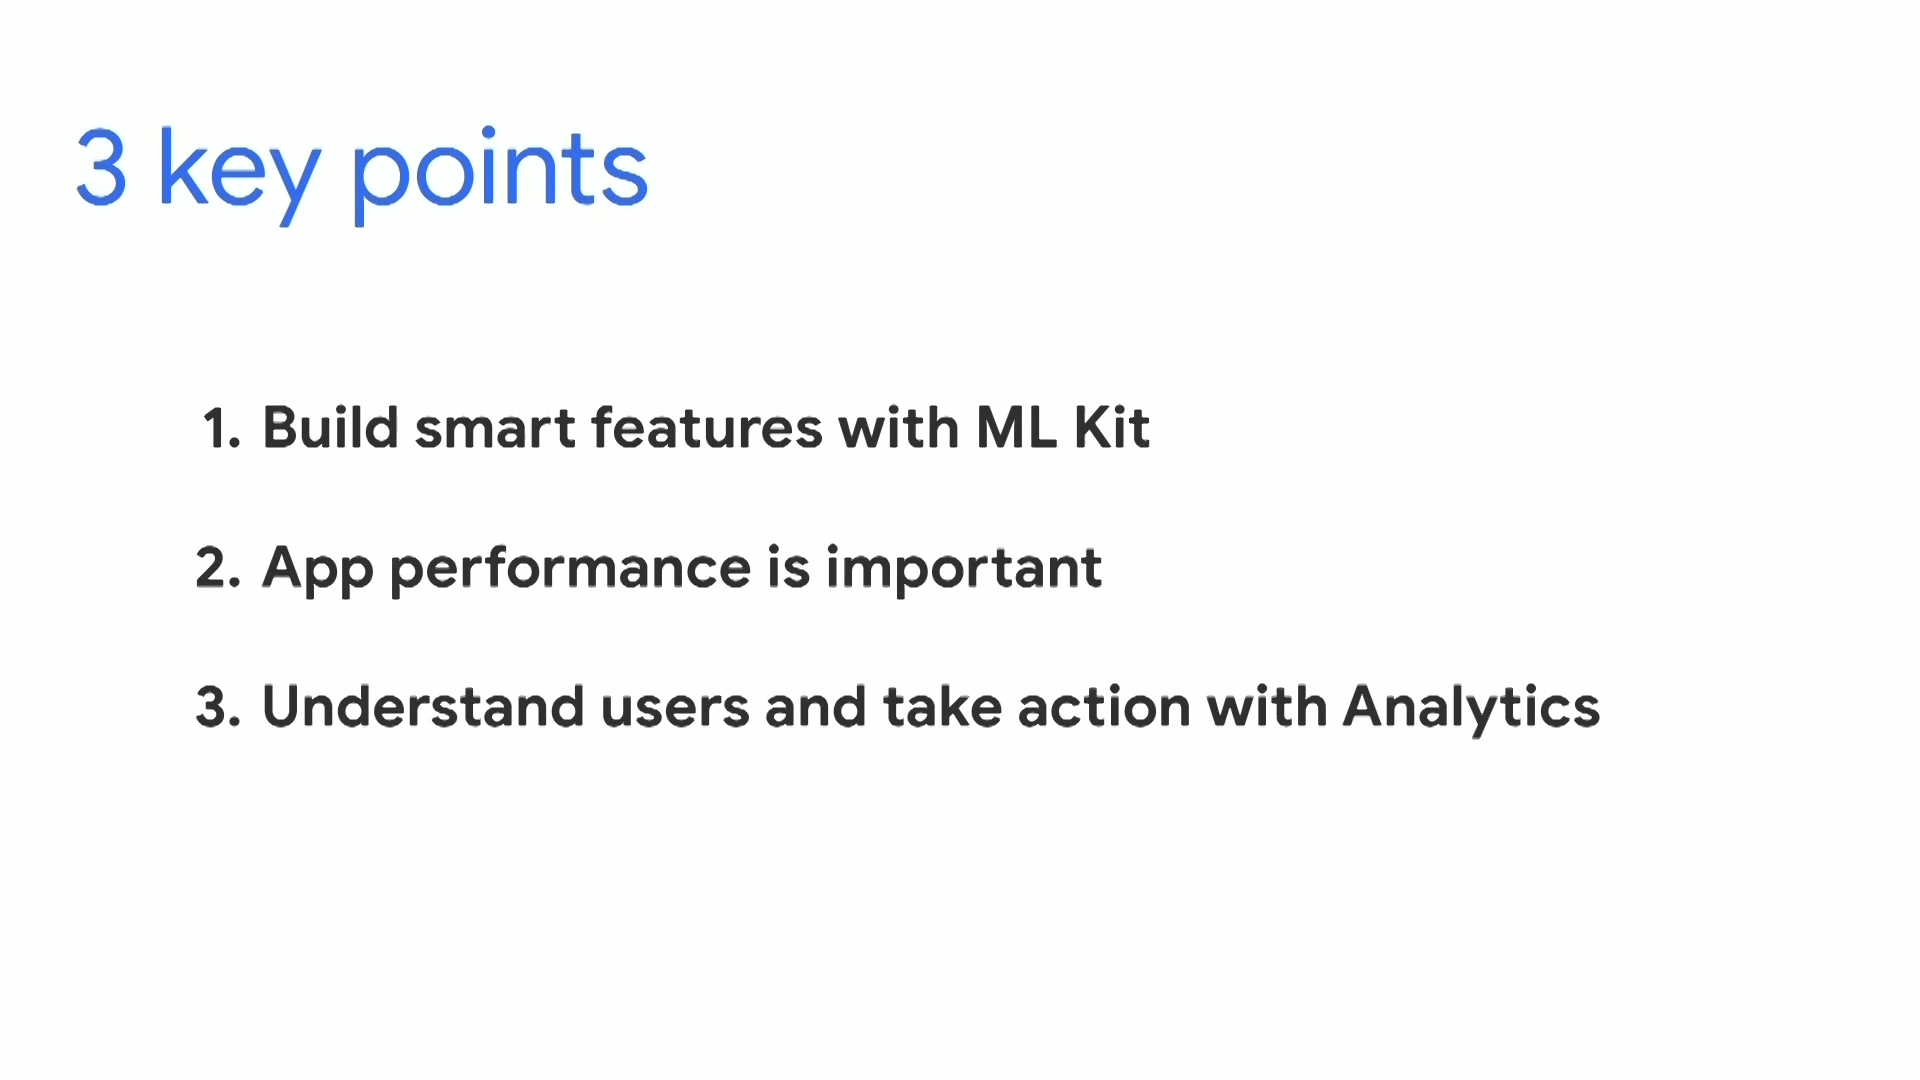 3 key points
1. Build smart features with ML Kit
2. App performance is important
3. Understand users and take action with Analytics